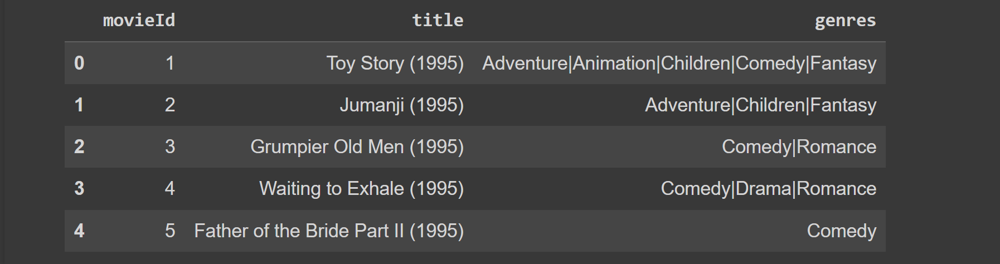 movieId title genres
0 1 Toy Story (1995) Adventure|Animation|Children|Comedy|Fantasy
1 2 Jumanji (1995) Adventure|Children|Fantasy
2 3 Grumpier Old Men (1995) Comedy|Romance
3 4 Waiting to Exhale (1995) Comedy|Drama|Romance
4 5 Father of the Bride Part II (1995) Comedy